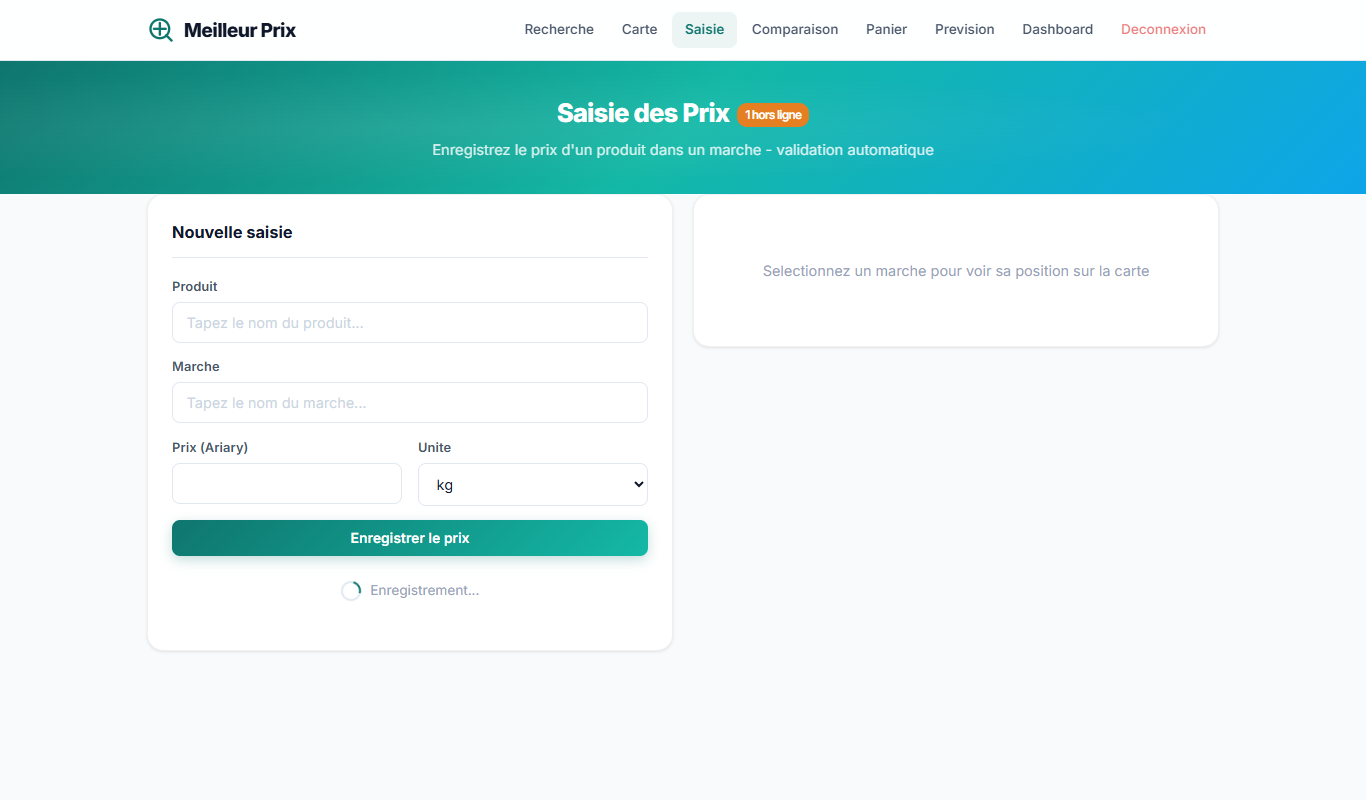 Meilleur Prix
Recherche Carte Saisie Comparaison Panier Prevision Dashboard Deconnexion
Saisie des Prix 1 hors ligne
Enregistrez le prix d'un produit dans un marche - validation automatique
Nouvelle saisie
Produit
Tapez le nom du produit...
Marche
Tapez le nom du marche...
Prix (Ariary) Unite
kg
Enregistrer le prix
Enregistrement...
Selectionnez un marche pour voir sa position sur la carte